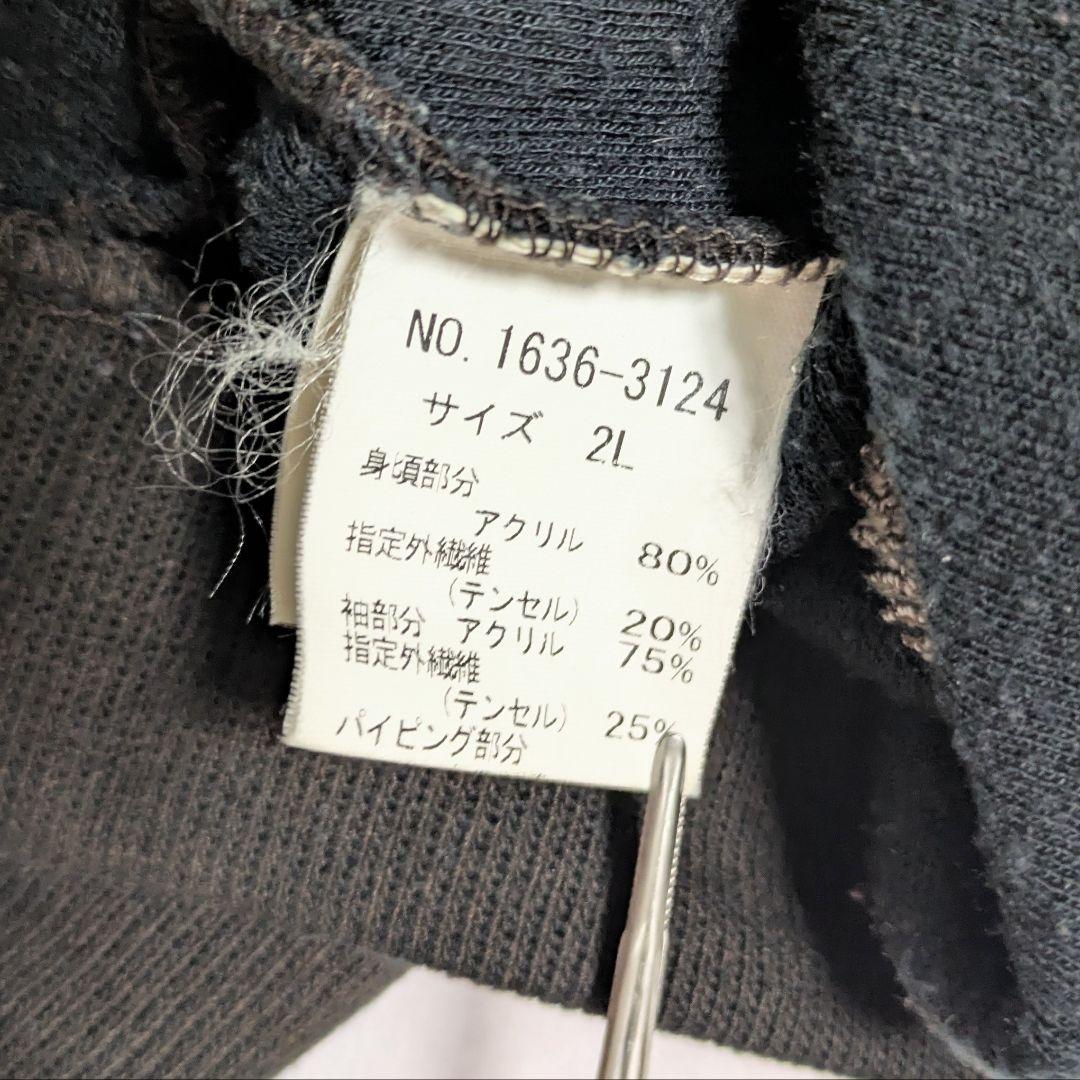 NO. 1636-3124
サイズ 2L
身頃部分
アクリル 80%
指定外繊維
(テンセル) 20%
袖部分 アクリル 75%
指定外繊維
(テンセル) 25%
パイピング部分